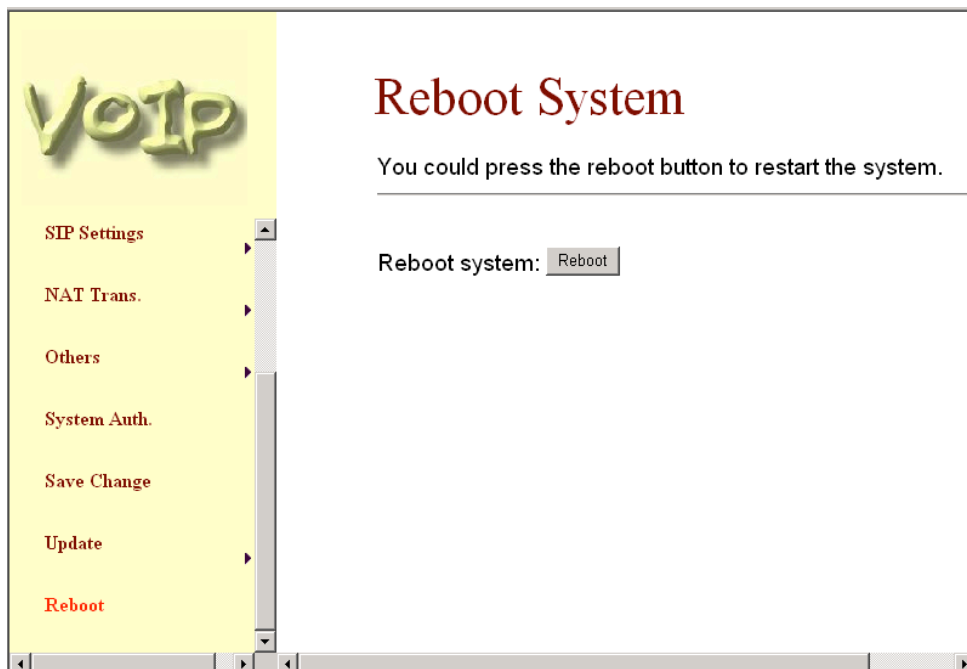 VoIP
SIP Settings
NAT Trans.
Others
System Auth.
Save Change
Update
Reboot
Reboot System
You could press the reboot button to restart the system.
Reboot system: Reboot